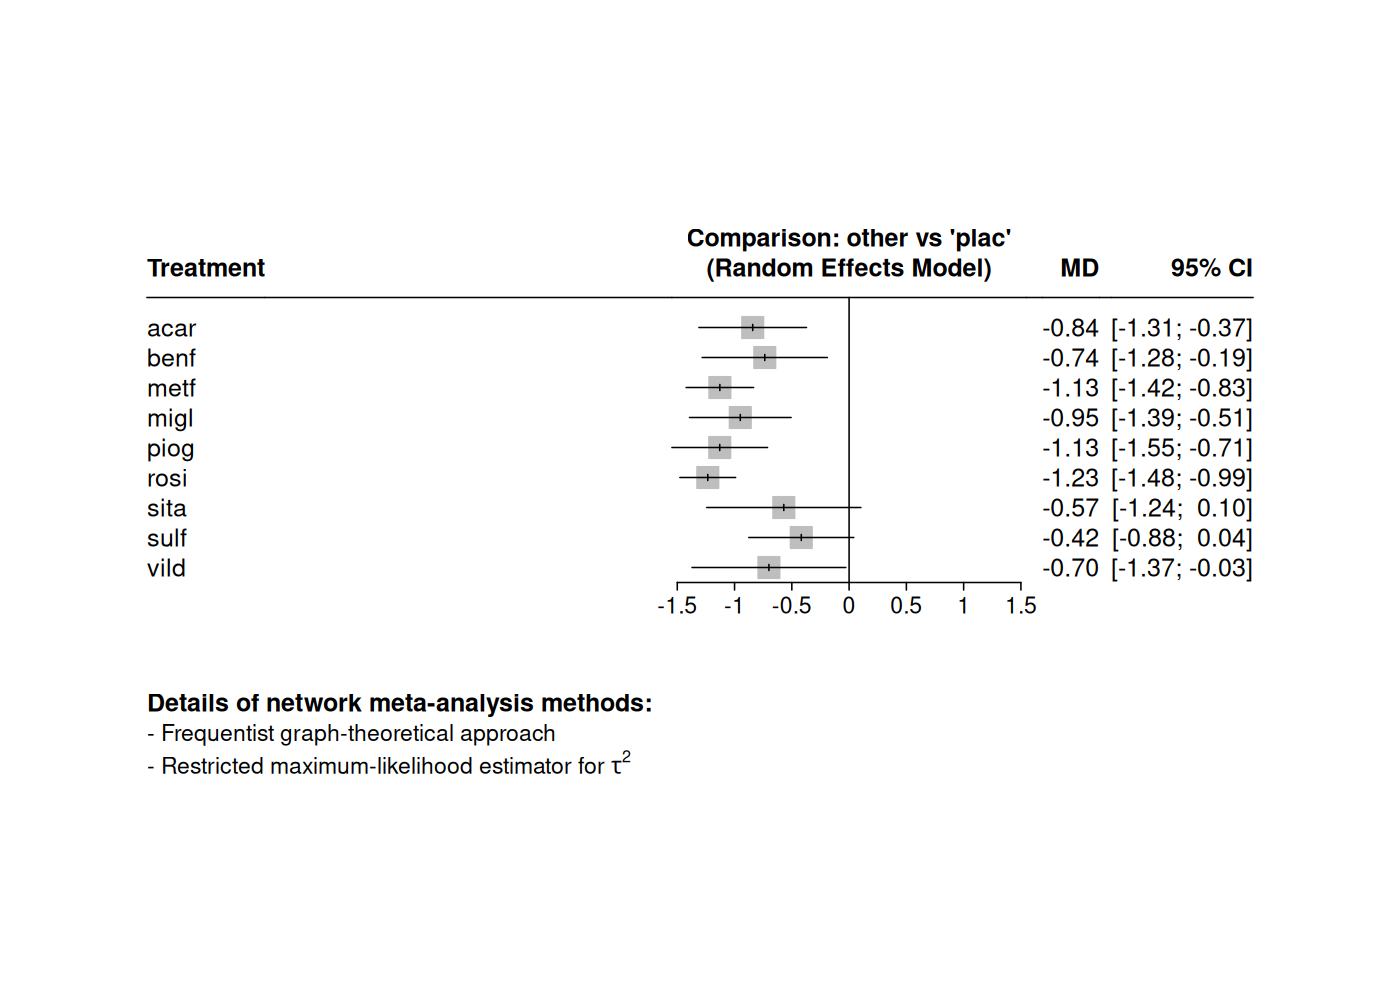 Comparison: other vs 'plac'
Treatment (Random Effects Model) MD 95% CI
acar -0.84 [-1.31; -0.37]
benf -0.74 [-1.28; -0.19]
metf -1.13 [-1.42; -0.83]
migl -0.95 [-1.39; -0.51]
piog -1.13 [-1.55; -0.71]
rosi -1.23 [-1.48; -0.99]
sita -0.57 [-1.24; 0.10]
sulf -0.42 [-0.88; 0.04]
vild -0.70 [-1.37; -0.03]
-1.5 -1 -0.5 0 0.5 1 1.5
Details of network meta-analysis methods:
- Frequentist graph-theoretical approach
- Restricted maximum-likelihood estimator for τ²